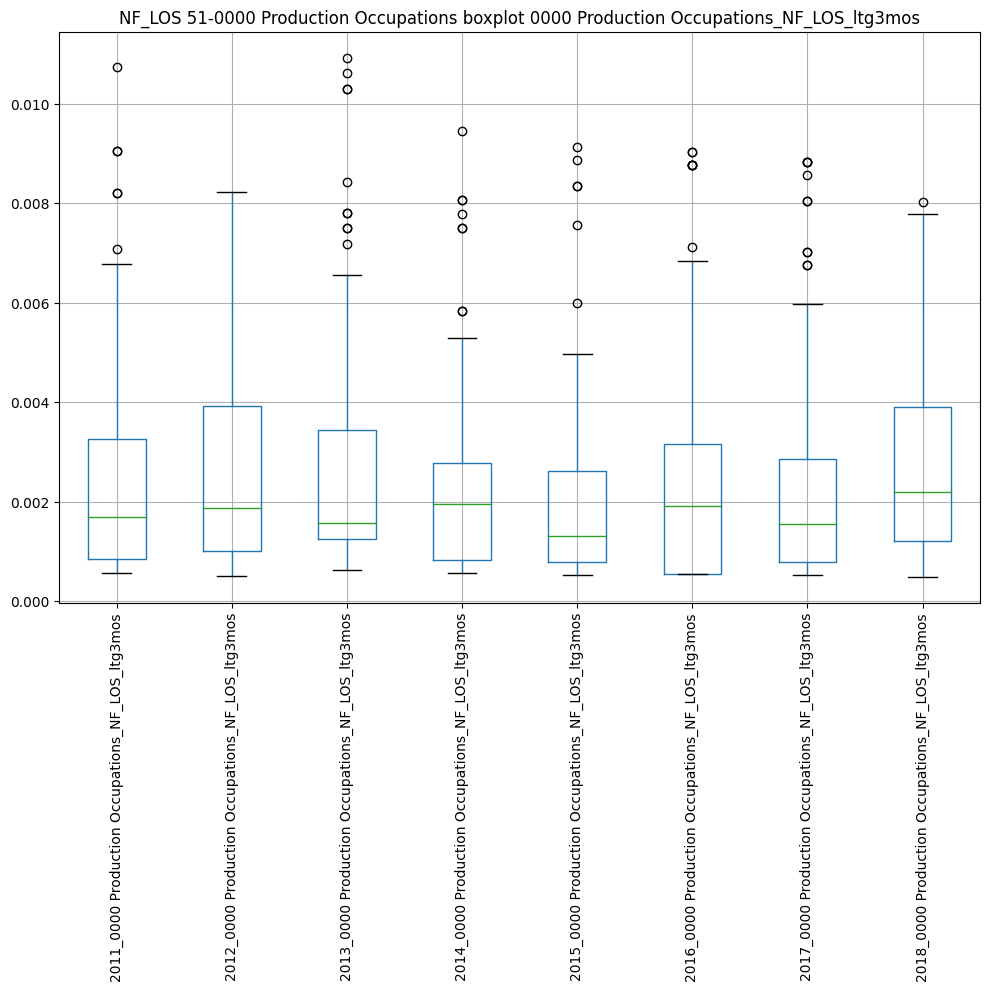 NF_LOS 51-0000 Production Occupations boxplot 0000 Production Occupations_NF_LOS_ltg3mos
0.010
0.008
0.006
0.004
0.002
0.000
2011_0000 Production Occupations_NF_LOS_ltg3mos
2012_0000 Production Occupations_NF_LOS_ltg3mos
2013_0000 Production Occupations_NF_LOS_ltg3mos
2014_0000 Production Occupations_NF_LOS_ltg3mos
2015_0000 Production Occupations_NF_LOS_ltg3mos
2016_0000 Production Occupations_NF_LOS_ltg3mos
2017_0000 Production Occupations_NF_LOS_ltg3mos
2018_0000 Production Occupations_NF_LOS_ltg3mos